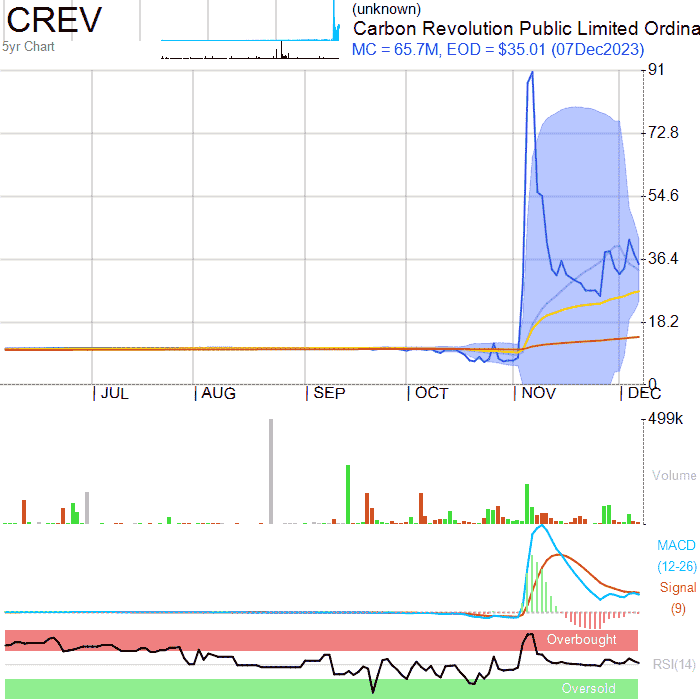 CREV
5yr Chart
(unknown)
Carbon Revolution Public Limited Ordina
MC = 65.7M, EOD = $35.01 (07Dec2023)
91
72.8
54.6
36.4
18.2
0
JUL AUG SEP OCT NOV DEC
499k
Volume
MACD
(12-26)
Signal
(9)
Overbought
RSI(14)
Oversold